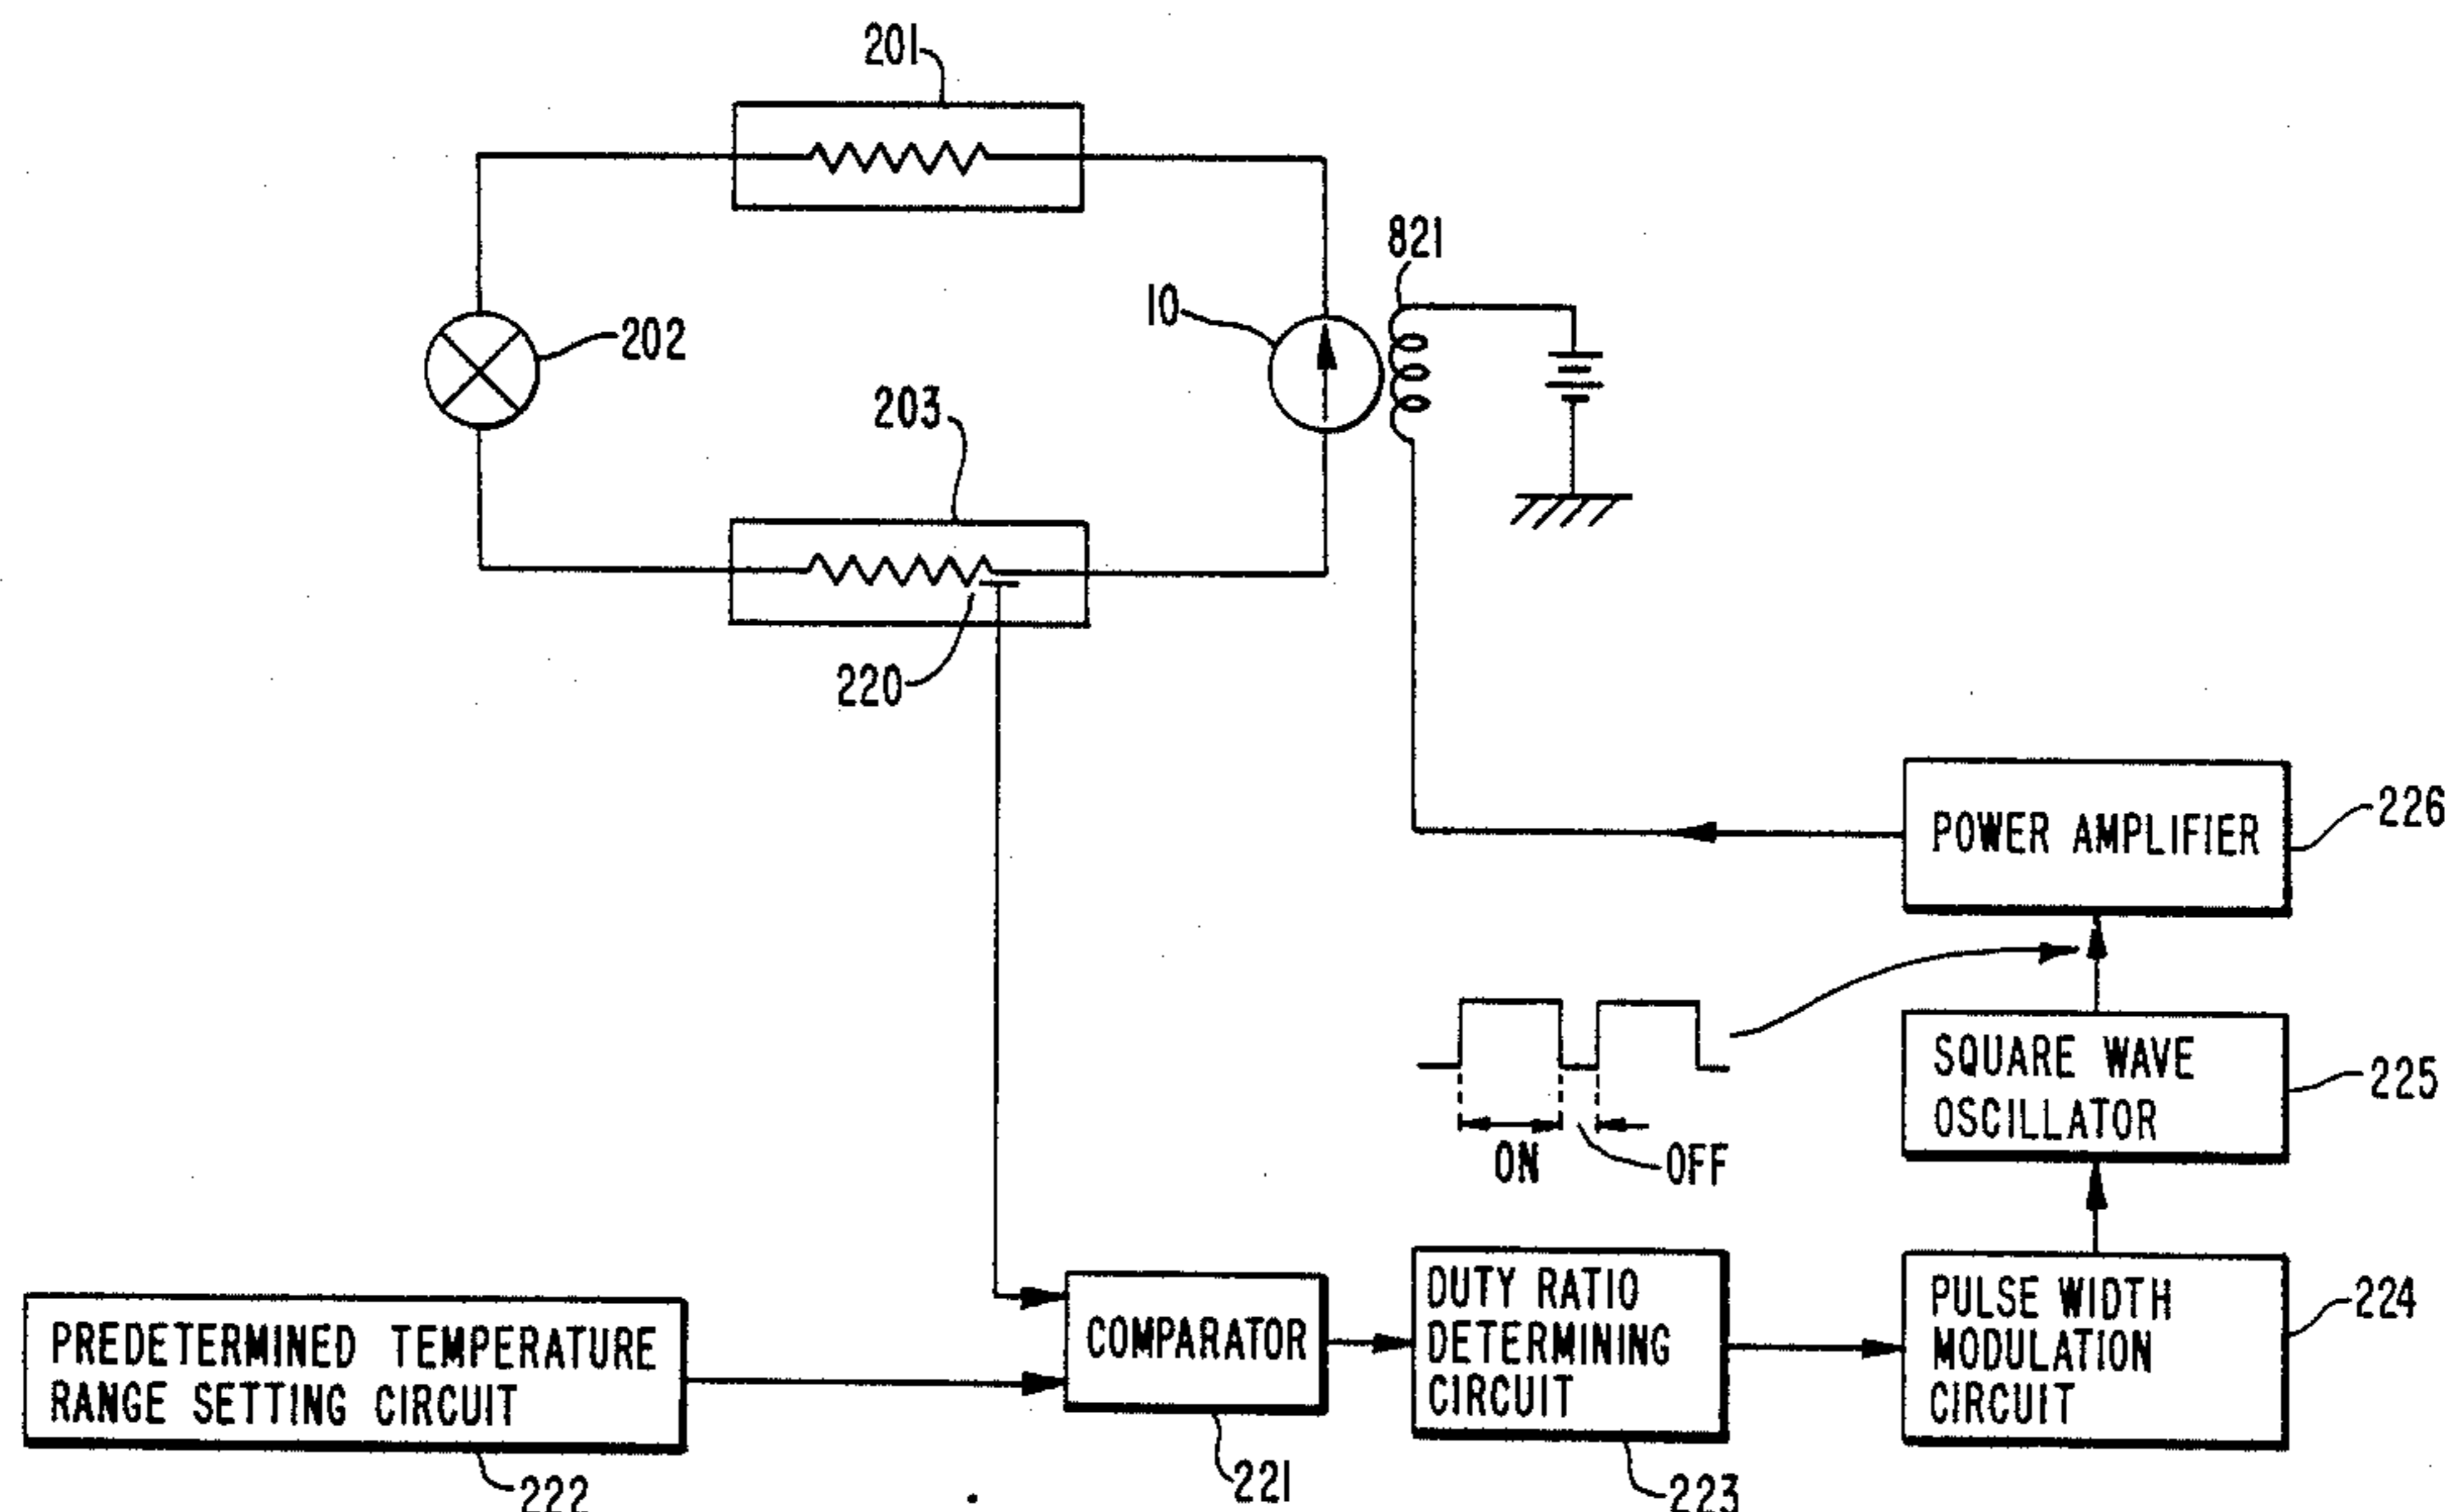 201
821
10
202
203
220
POWER AMPLIFIER
226
SQUARE WAVE
OSCILLATOR
225
ON
OFF
PULSE WIDTH
MODULATION
CIRCUIT
224
DUTY RATIO
DETERMINING
CIRCUIT
223
COMPARATOR
221
PREDETERMINED TEMPERATURE
RANGE SETTING CIRCUIT
222